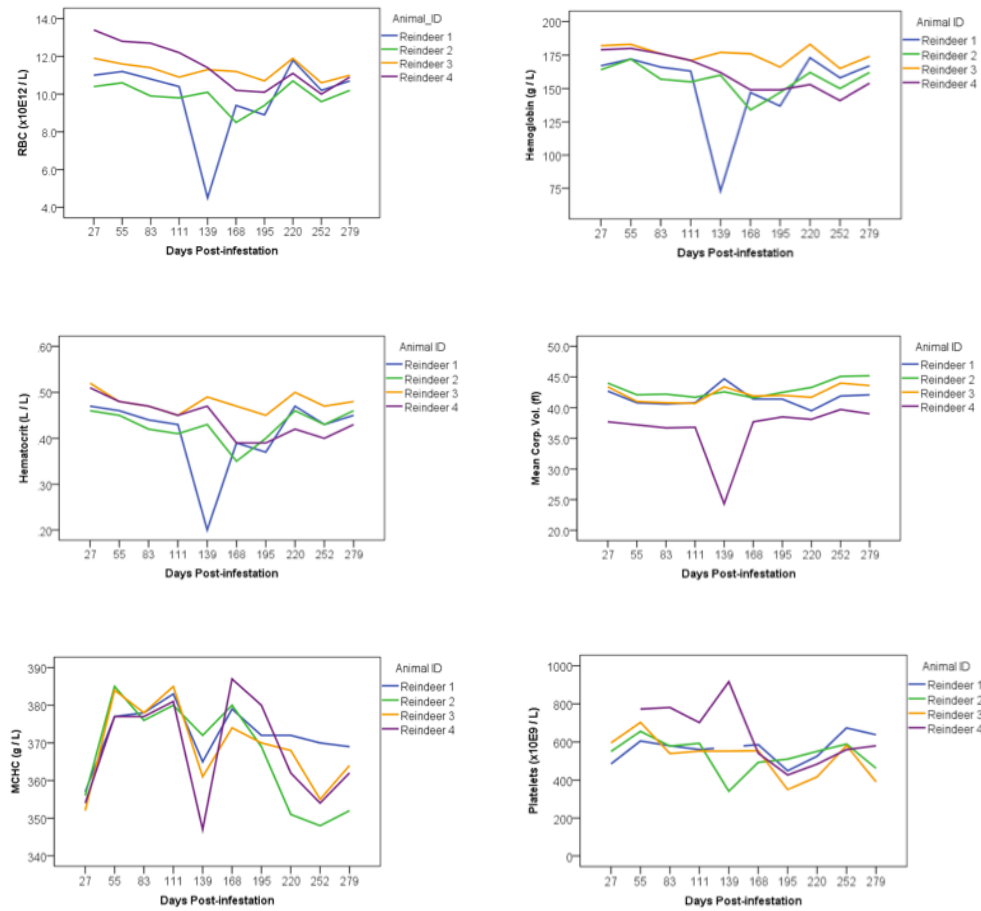 Animal_ID
Reindeer 1
Reindeer 2
Reindeer 3
Reindeer 4
RBC (x10E12 / L)
14.0
12.0
10.0
8.0
6.0
4.0
27 55 83 111 139 168 195 220 252 279
Days Post-infestation
Animal ID
Reindeer 1
Reindeer 2
Reindeer 3
Reindeer 4
Hemoglobin (g / L)
200
175
150
125
100
75
27 55 83 111 139 168 195 220 252 279
Days Post-infestation
Animal ID
Reindeer 1
Reindeer 2
Reindeer 3
Reindeer 4
Hematocrit (L / L)
.60
.50
.40
.30
.20
27 55 83 111 139 168 195 220 252 279
Days Post-infestation
Animal ID
Reindeer 1
Reindeer 2
Reindeer 3
Reindeer 4
Mean Corp. Vol. (fl)
50.0
45.0
40.0
35.0
30.0
25.0
20.0
27 55 83 111 139 168 195 220 252 279
Days Post-infestation
Animal ID
Reindeer 1
Reindeer 2
Reindeer 3
Reindeer 4
MCHC (g / L)
390
380
370
360
350
340
27 55 83 111 139 168 195 220 252 279
Days Post-infestation
Animal ID
Reindeer 1
Reindeer 2
Reindeer 3
Reindeer 4
Platelets (x10E9 / L)
1000
800
600
400
200
0
27 55 83 111 139 168 195 220 252 279
Days Post-infestation